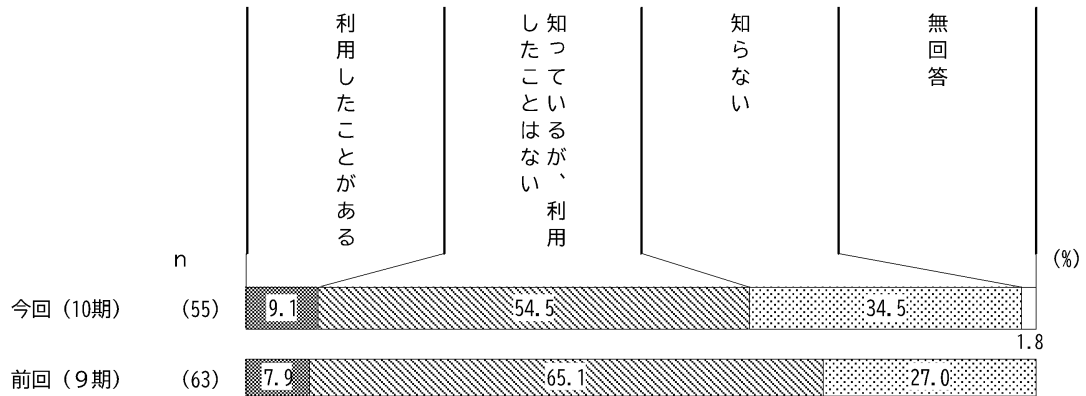 利用したことがある
知っているが、利用
したことはない
知らない
無回答
n
(%)
今回（10期） (55) 9.1 54.5 34.5
1.8
前回（９期） (63) 7.9 65.1 27.0